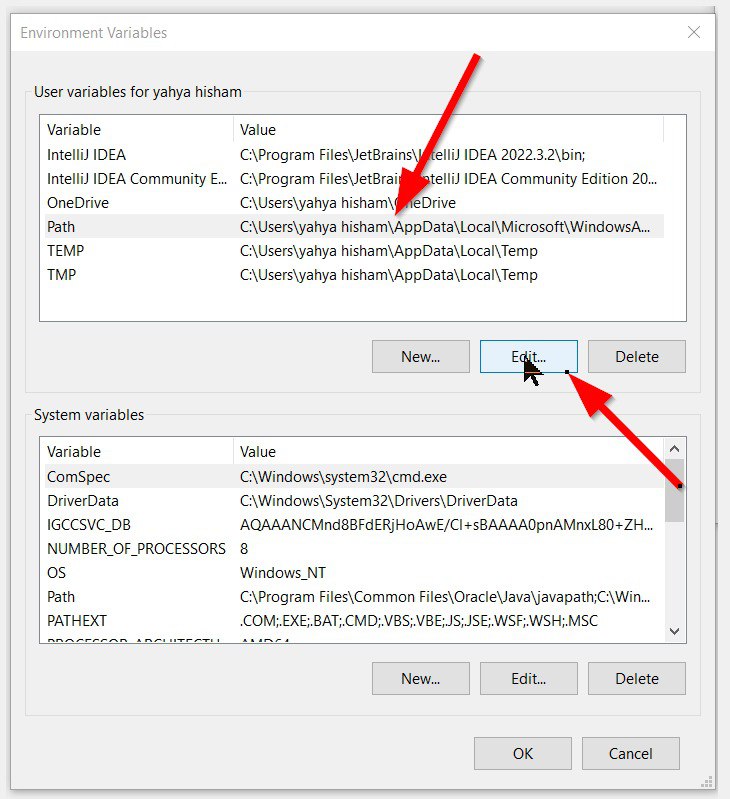 Environment Variables
User variables for yahya hisham
Variable Value
IntelliJ IDEA C:\Program Files\JetBrains\IntelliJ IDEA 2022.3.2\bin;
IntelliJ IDEA Community E... C:\Program Files\JetBrains\IntelliJ IDEA Community Edition 20...
OneDrive C:\Users\yahya hisham\OneDrive
Path C:\Users\yahya hisham\AppData\Local\Microsoft\WindowsA...
TEMP C:\Users\yahya hisham\AppData\Local\Temp
TMP C:\Users\yahya hisham\AppData\Local\Temp
New... Edit... Delete
System variables
Variable Value
ComSpec C:\Windows\system32\cmd.exe
DriverData C:\Windows\System32\Drivers\DriverData
IGCCSVC_DB AQAAANCMnd8BFdERjHoAwE/Cl+sBAAAA0pnAMnxL80+ZH...
NUMBER_OF_PROCESSORS 8
OS Windows_NT
Path C:\Program Files\Common Files\Oracle\Java\javapath;C:\Win...
PATHEXT .COM;.EXE;.BAT;.CMD;.VBS;.VBE;.JS;.JSE;.WSF;.WSH;.MSC
PROCESSOR_ARCHITECTU... AMD64
New... Edit... Delete
OK Cancel